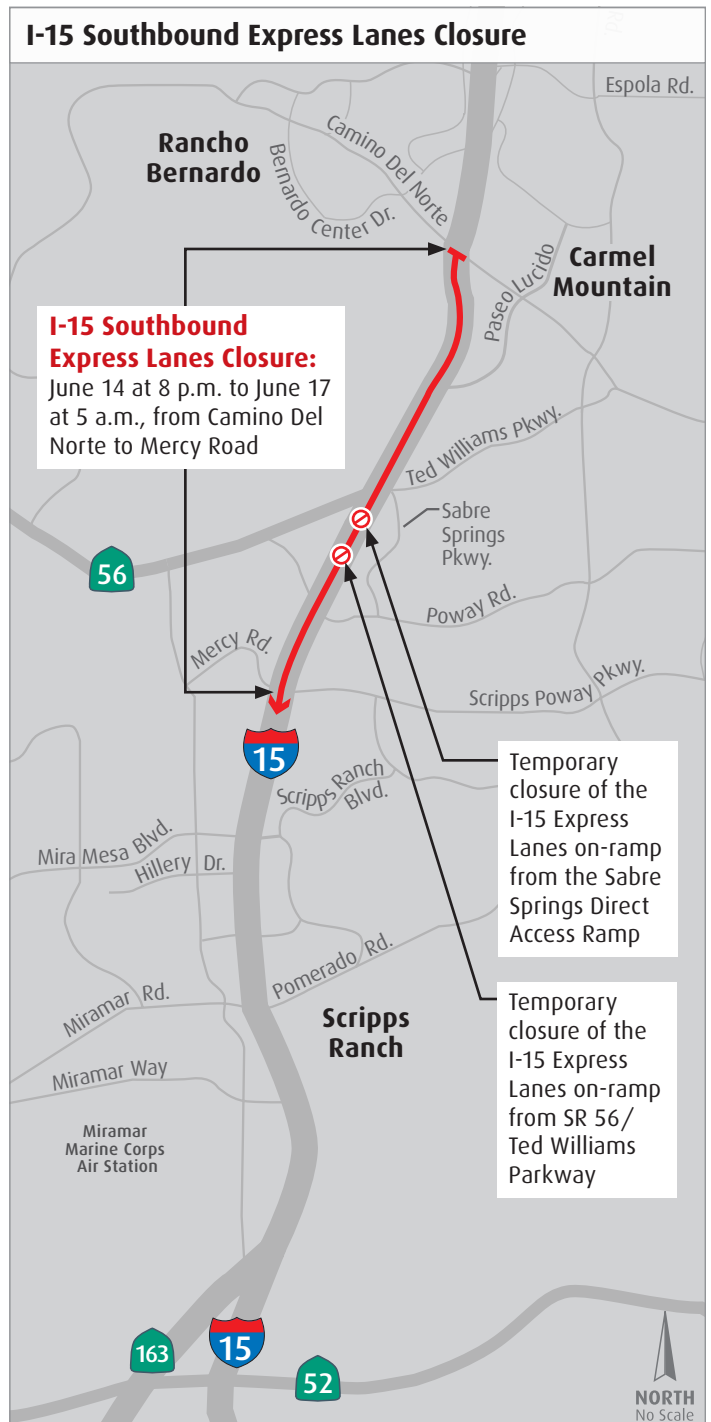 I-15 Southbound Express Lanes Closure
Espola Rd.
Rancho
Bernardo
Camino Del Norte
Bernardo Center Dr.
Carmel
Mountain
Paseo Lucido
I-15 Southbound
Express Lanes Closure:
June 14 at 8 p.m. to June 17
at 5 a.m., from Camino Del
Norte to Mercy Road
Ted Williams Pkwy.
Sabre
Springs
Pkwy.
56
Poway Rd.
Mercy Rd.
Scripps Poway Pkwy.
15
Scripps Ranch
Blvd.
Temporary
closure of the
I-15 Express
Lanes on-ramp
from the Sabre
Springs Direct
Access Ramp
Mira Mesa Blvd.
Hillery Dr.
Pomerado Rd.
Miramar Rd.
Scripps
Ranch
Temporary
closure of the
I-15 Express
Lanes on-ramp
from SR 56/
Ted Williams
Parkway
Miramar Way
Miramar
Marine Corps
Air Station
163
15
52
NORTH
No Scale